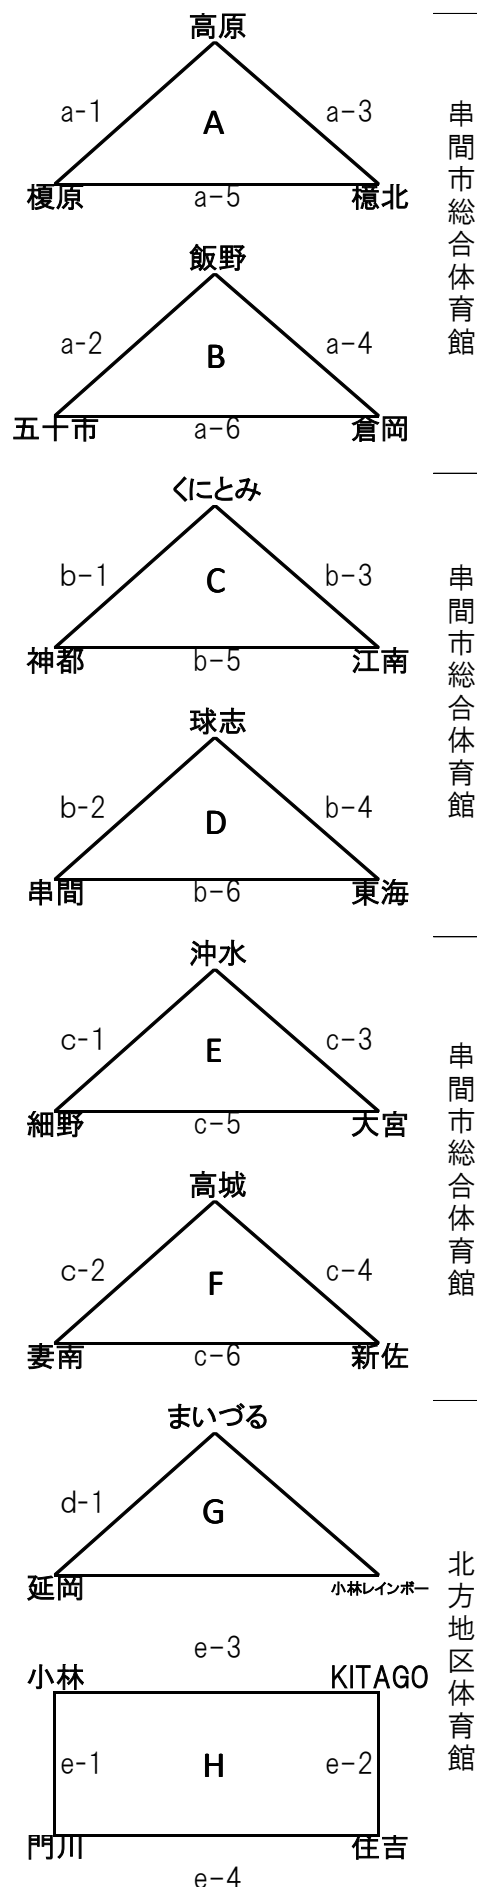 高原
a-1
A
a-3
榎原
a-5
檍北
串間市総合体育館
飯野
a-2
B
a-4
五十市
a-6
倉岡
くにとみ
b-1
C
b-3
神都
b-5
江南
串間市総合体育館
球志
b-2
D
b-4
串間
b-6
東海
沖水
c-1
E
c-3
細野
c-5
大宮
串間市総合体育館
高城
c-2
F
c-4
妻南
c-6
新佐
まいづる
d-1
G
延岡
小林レインボー
北方地区体育館
e-3
小林
KITAGO
e-1
H
e-2
門川
住吉
e-4